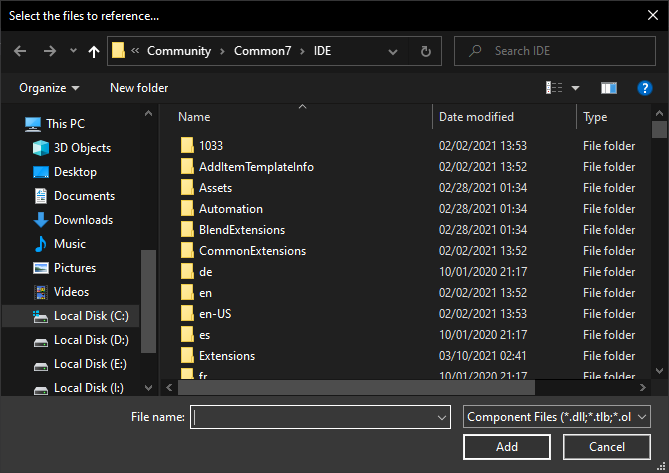 Select the files to reference...
« Community › Common7 › IDE
Search IDE
Organize
New folder
Name
Date modified
Type
This PC
3D Objects
Desktop
Documents
Downloads
Music
Pictures
Videos
Local Disk (C:)
Local Disk (D:)
Local Disk (E:)
Local Disk (I:)
1033 02/02/2021 13:53 File folder
AddItemTemplateInfo 02/02/2021 13:53 File folder
Assets 02/28/2021 01:34 File folder
Automation 02/28/2021 01:34 File folder
BlendExtensions 02/28/2021 01:34 File folder
CommonExtensions 02/02/2021 13:52 File folder
de 10/01/2020 21:17 File folder
en 02/02/2021 13:52 File folder
en-US 02/02/2021 13:53 File folder
es 10/01/2020 21:17 File folder
Extensions 03/10/2021 02:41 File folder
fr 10/01/2020 21:17 File folder
File name:
Component Files (*.dll;*.tlb;*.ol
Add
Cancel